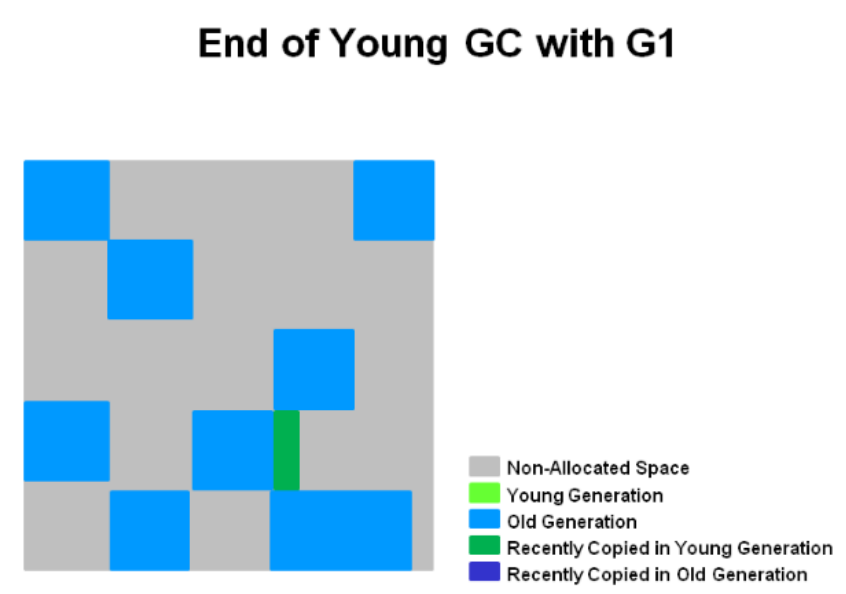 End of Young GC with G1
Non-Allocated Space
Young Generation
Old Generation
Recently Copied in Young Generation
Recently Copied in Old Generation